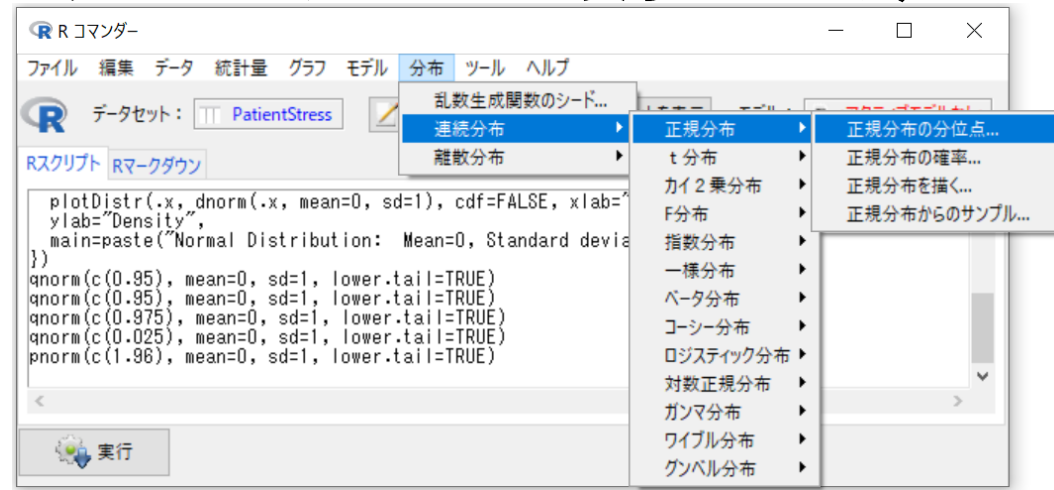 R コマンダー
ファイル 編集 データ 統計量 グラフ モデル 分布 ツール ヘルプ
データセット： PatientStress
乱数生成関数のシード...
連続分布
離散分布
正規分布
t 分布
カイ２乗分布
F分布
指数分布
一様分布
ベータ分布
コーシー分布
ロジスティック分布
対数正規分布
ガンマ分布
ワイブル分布
グンベル分布
正規分布の分位点...
正規分布の確率...
正規分布を描く...
正規分布からのサンプル...
Rスクリプト Rマークダウン
plotDistr(.x, dnorm(.x, mean=0, sd=1), cdf=FALSE, xlab="
ylab="Density",
main=paste("Normal Distribution: Mean=0, Standard devia
})
qnorm(c(0.95), mean=0, sd=1, lower.tail=TRUE)
qnorm(c(0.95), mean=0, sd=1, lower.tail=TRUE)
qnorm(c(0.975), mean=0, sd=1, lower.tail=TRUE)
qnorm(c(0.025), mean=0, sd=1, lower.tail=TRUE)
pnorm(c(1.96), mean=0, sd=1, lower.tail=TRUE)
実行